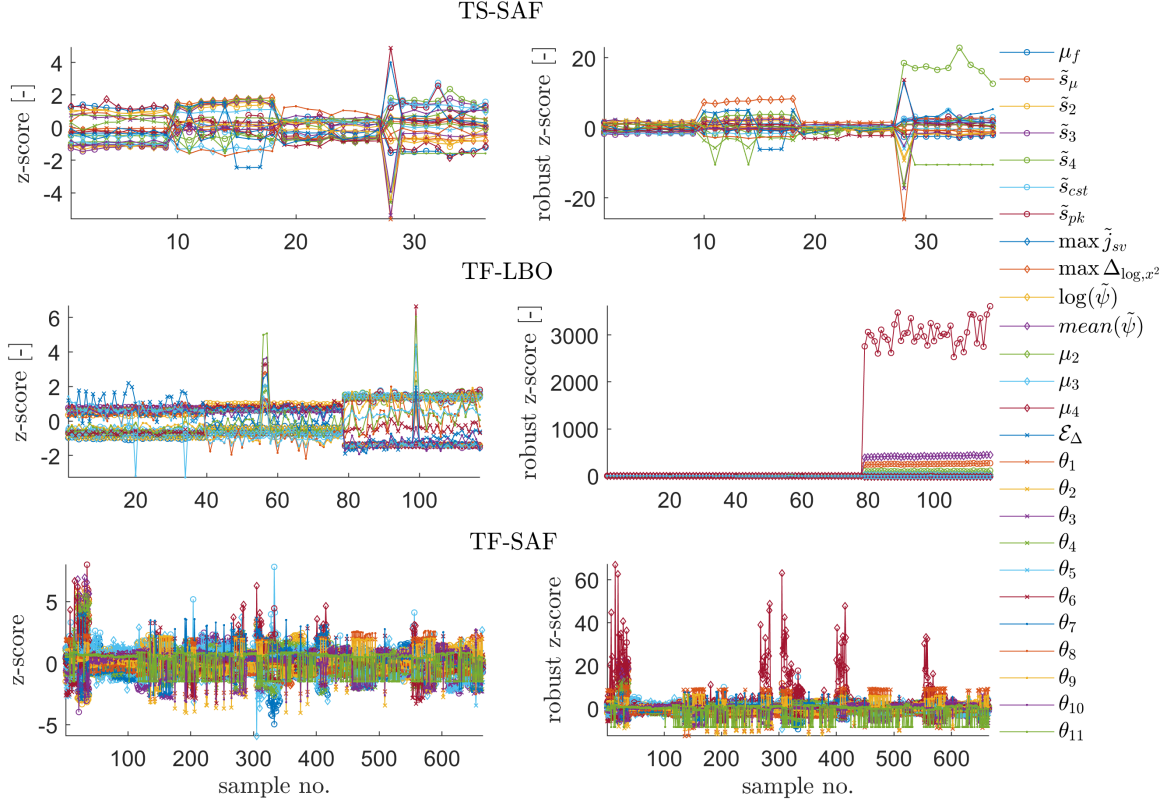 TS-SAF
z-score [-]
4
2
0
-2
-4
10
20
30
robust z-score [-]
20
0
-20
10
20
30
TF-LBO
z-score [-]
6
4
2
0
-2
20
40
60
80
100
robust z-score [-]
3000
2000
1000
0
20
40
60
80
100
TF-SAF
z-score
5
0
-5
100
200
300
400
500
600
sample no.
robust z-score
60
40
20
0
100
200
300
400
500
600
sample no.
μ_f
s̃_μ
s̃_2
s̃_3
s̃_4
s̃_cst
s̃_pk
max j̃_sv
max Δ_log,x²
log(ψ̃)
mean(ψ̃)
μ_2
μ_3
μ_4
ℰ_Δ
θ_1
θ_2
θ_3
θ_4
θ_5
θ_6
θ_7
θ_8
θ_9
θ_10
θ_11